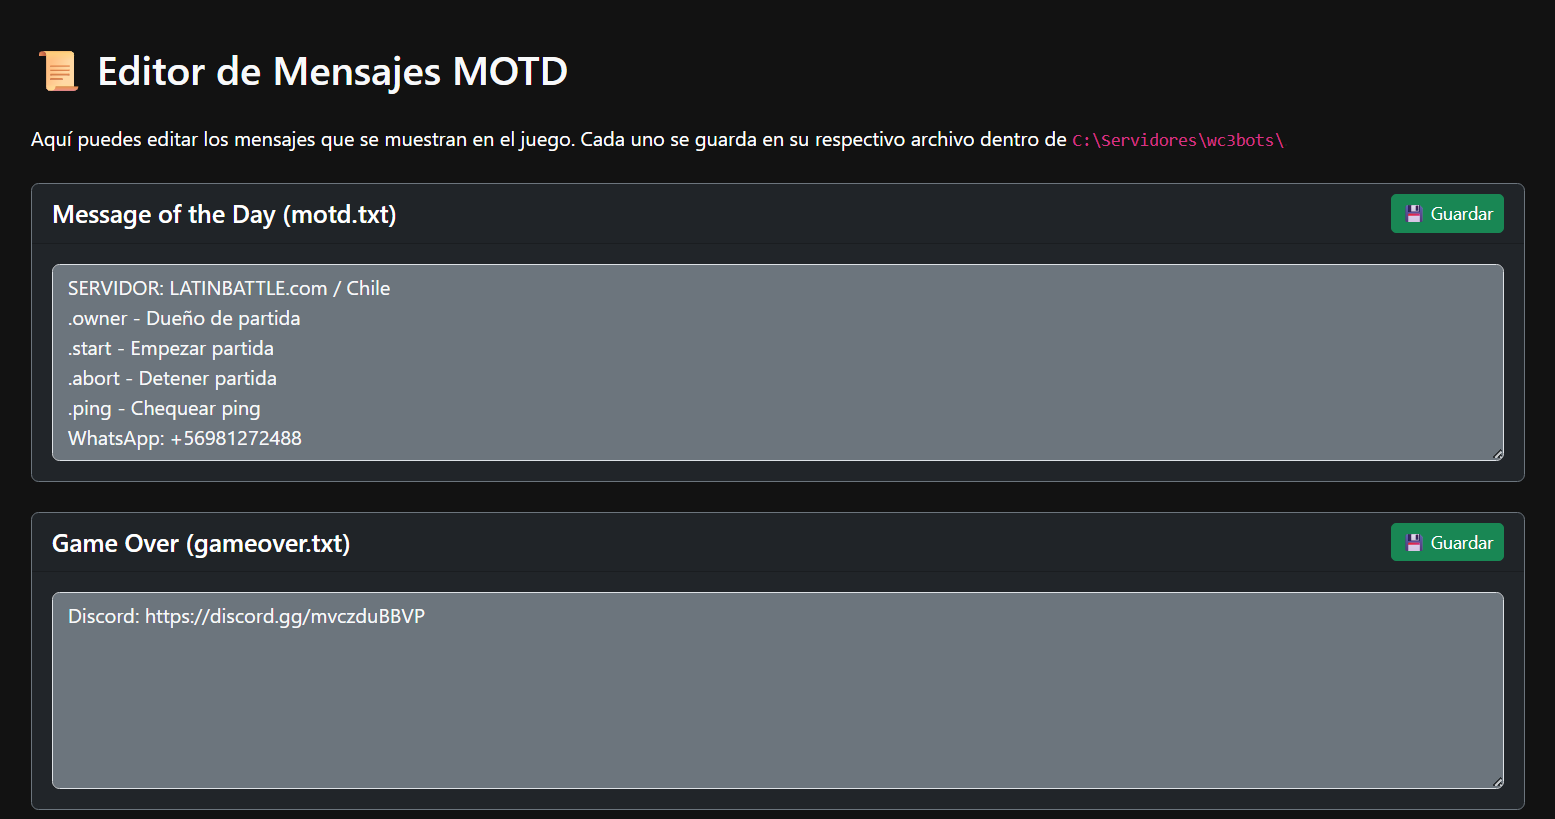 Editor de Mensajes MOTD
Aquí puedes editar los mensajes que se muestran en el juego. Cada uno se guarda en su respectivo archivo dentro de C:\Servidores\wc3bots\
Message of the Day (motd.txt)
Guardar
SERVIDOR: LATINBATTLE.com / Chile
.owner - Dueño de partida
.start - Empezar partida
.abort - Detener partida
.ping - Chequear ping
WhatsApp: +56981272488
Game Over (gameover.txt)
Guardar
Discord: https://discord.gg/mvczduBBVP